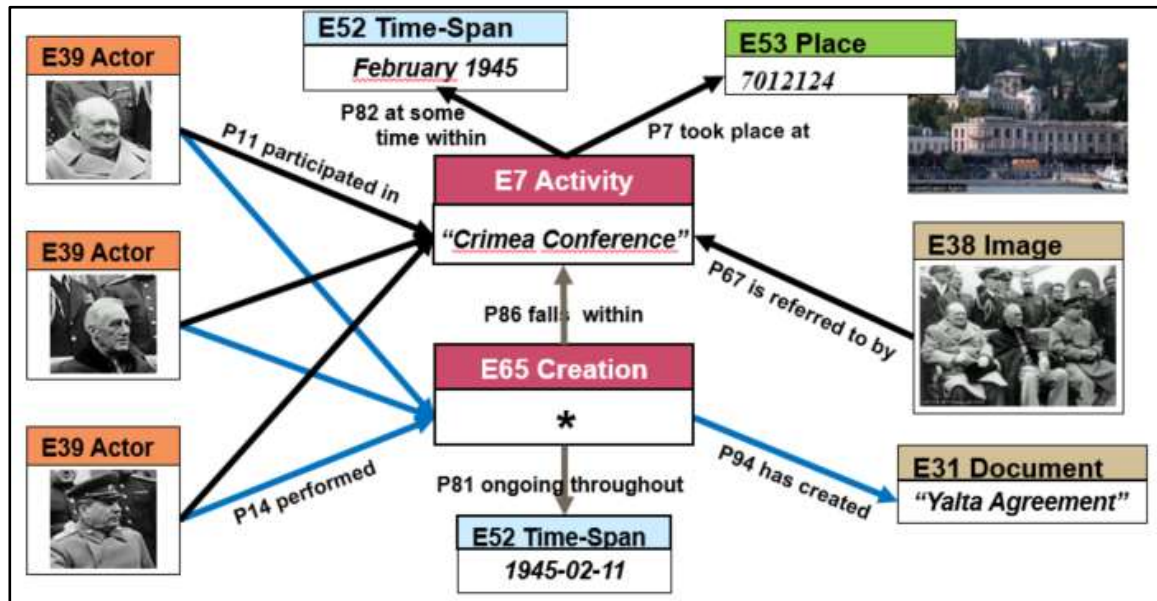 E52 Time-Span
February 1945
E53 Place
7012124
E39 Actor
P82 at some
time within
P7 took place at
P11 participated in
E7 Activity
“Crimea Conference”
E39 Actor
E38 Image
P67 is referred to by
P86 falls within
E65 Creation
*
E39 Actor
P14 performed
P81 ongoing throughout
P94 has created
E31 Document
“Yalta Agreement”
E52 Time-Span
1945-02-11